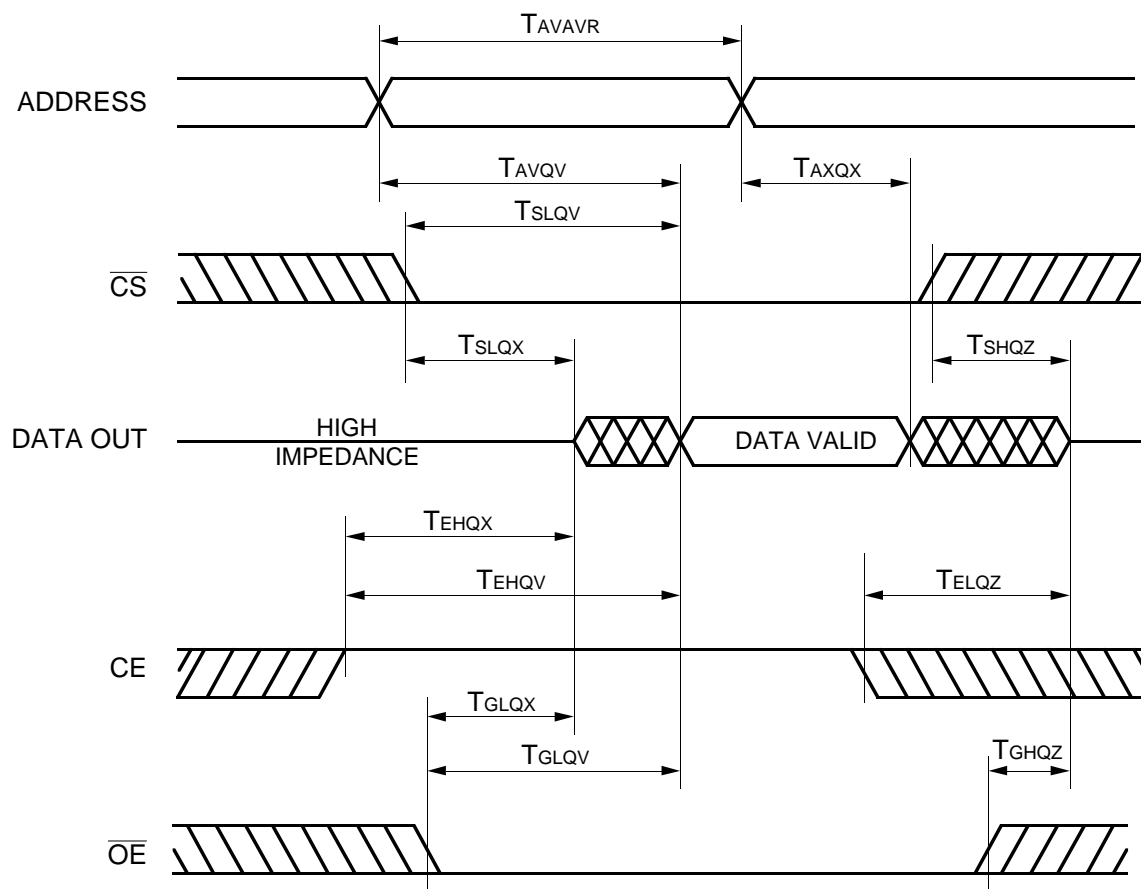 TAVAVR
ADDRESS
TAVQV
TAXQX
TSLQV
CS
TSLQX
TSHQZ
DATA OUT
HIGH
IMPEDANCE
DATA VALID
TEHQX
TEHQV
TELQZ
CE
TGLQX
TGLQV
TGHQZ
OE